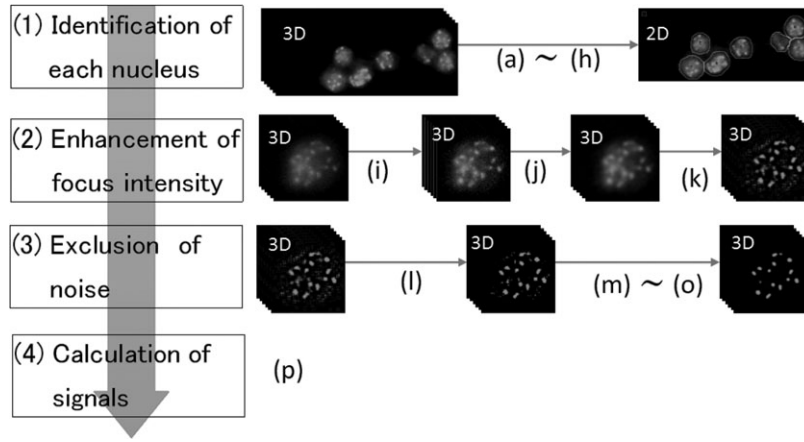 (1) Identification of
each nucleus
3D
(a) ~ (h)
2D
(2) Enhancement of
focus intensity
3D
(i)
3D
(j)
3D
(k)
3D
(3) Exclusion of
noise
3D
(l)
3D
(m) ~ (o)
3D
(4) Calculation of
signals
(p)